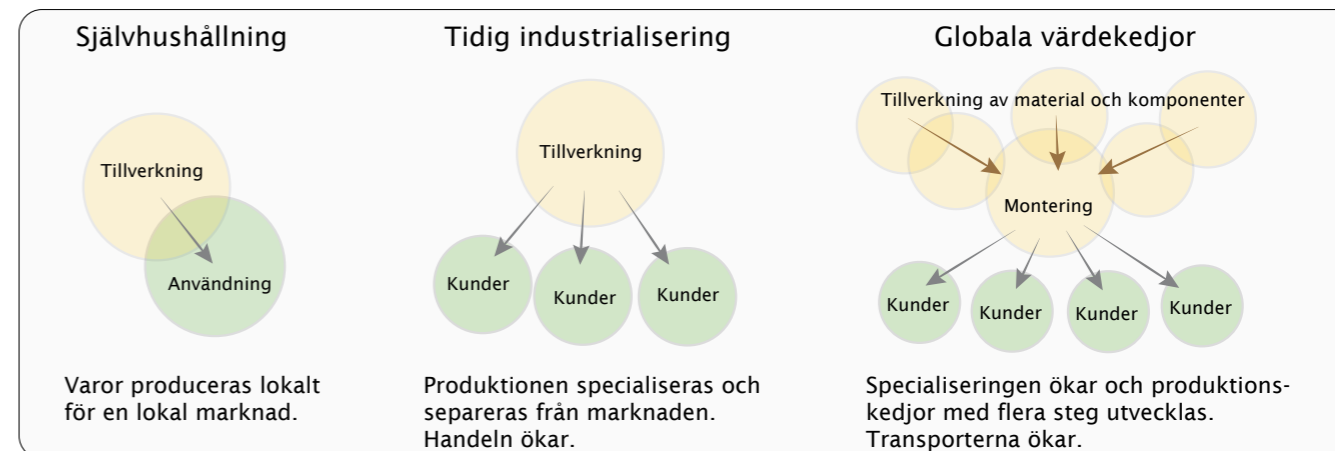 Självhushållning
Tillverkning
Användning
Varor produceras lokalt
för en lokal marknad.
Tidig industrialisering
Tillverkning
Kunder
Kunder
Kunder
Produktionen specialiseras och
separeras från marknaden.
Handeln ökar.
Globala värdekedjor
Tillverkning av material och komponenter
Montering
Kunder
Kunder
Kunder
Kunder
Specialiseringen ökar och produktions-
kedjor med flera steg utvecklas.
Transporterna ökar.